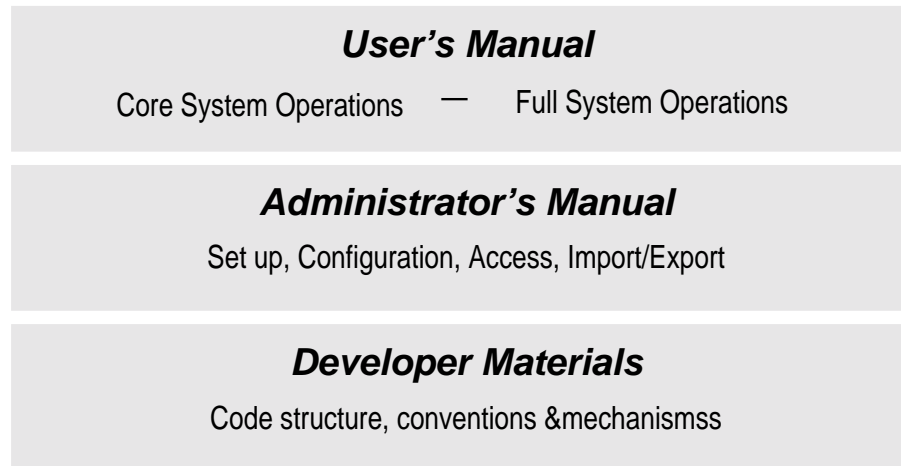 User’s Manual
Core System Operations — Full System Operations
Administrator’s Manual
Set up, Configuration, Access, Import/Export
Developer Materials
Code structure, conventions &mechanismss